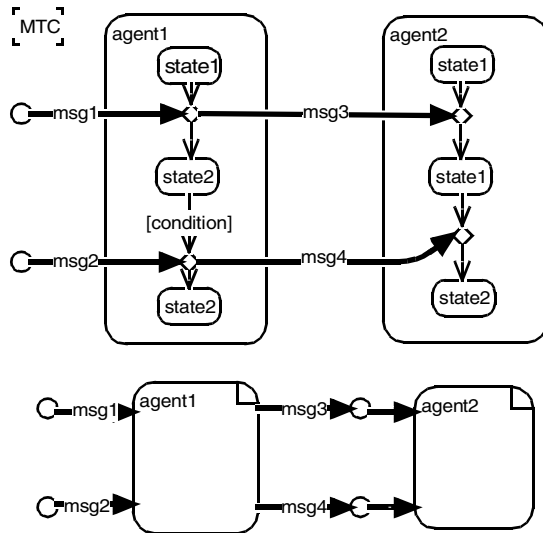 MTC
agent1
agent2
state1
state1
msg1
msg3
state2
state1
[condition]
msg2
msg4
state2
state2
msg1
agent1
msg3
agent2
msg2
msg4